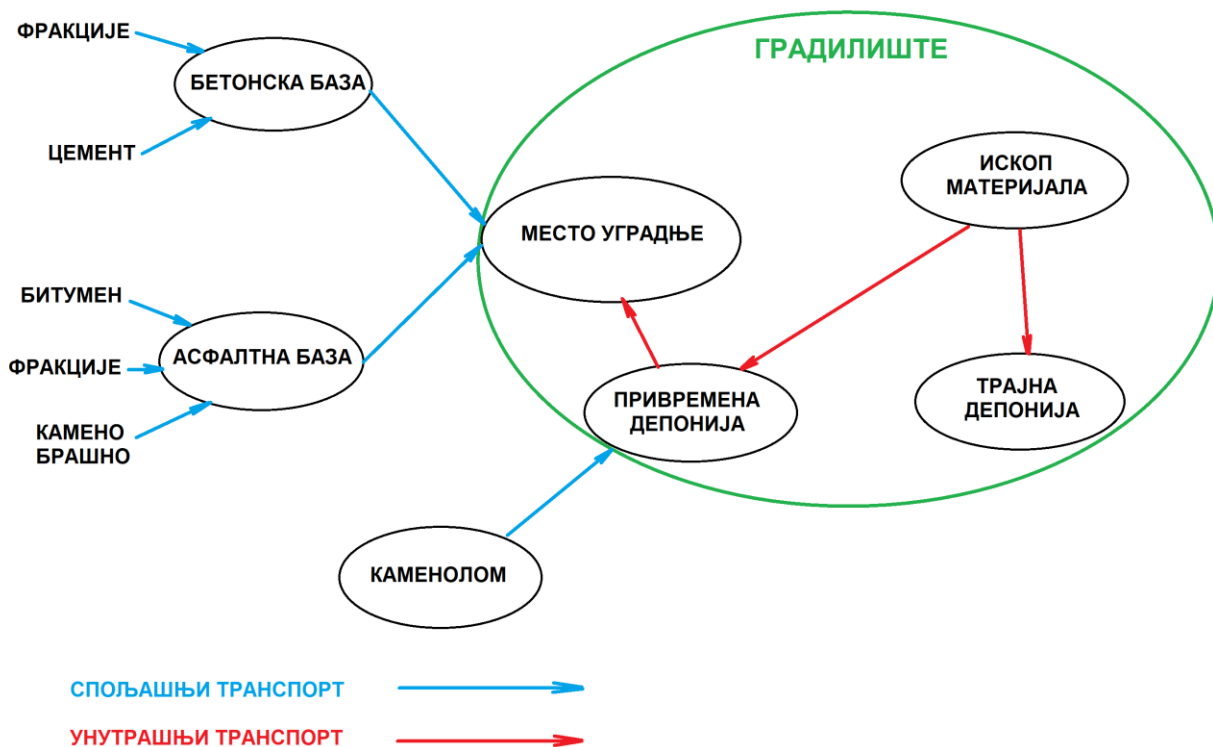 ФРАКЦИЈЕ
БЕТОНСКА БАЗА
ЦЕМЕНТ
ГРАДИЛИШТЕ
ИСКОП
МАТЕРИЈАЛА
МЕСТО УГРАДЊЕ
БИТУМЕН
ФРАКЦИЈЕ
АСФАЛТНА БАЗА
КАМЕНО
БРАШНО
ПРИВРЕМЕНА
ДЕПОНИЈА
ТРАЈНА
ДЕПОНИЈА
КАМЕНОЛОМ
СПОЉАШЊИ ТРАНСПОРТ
УНУТРАШЊИ ТРАНСПОРТ